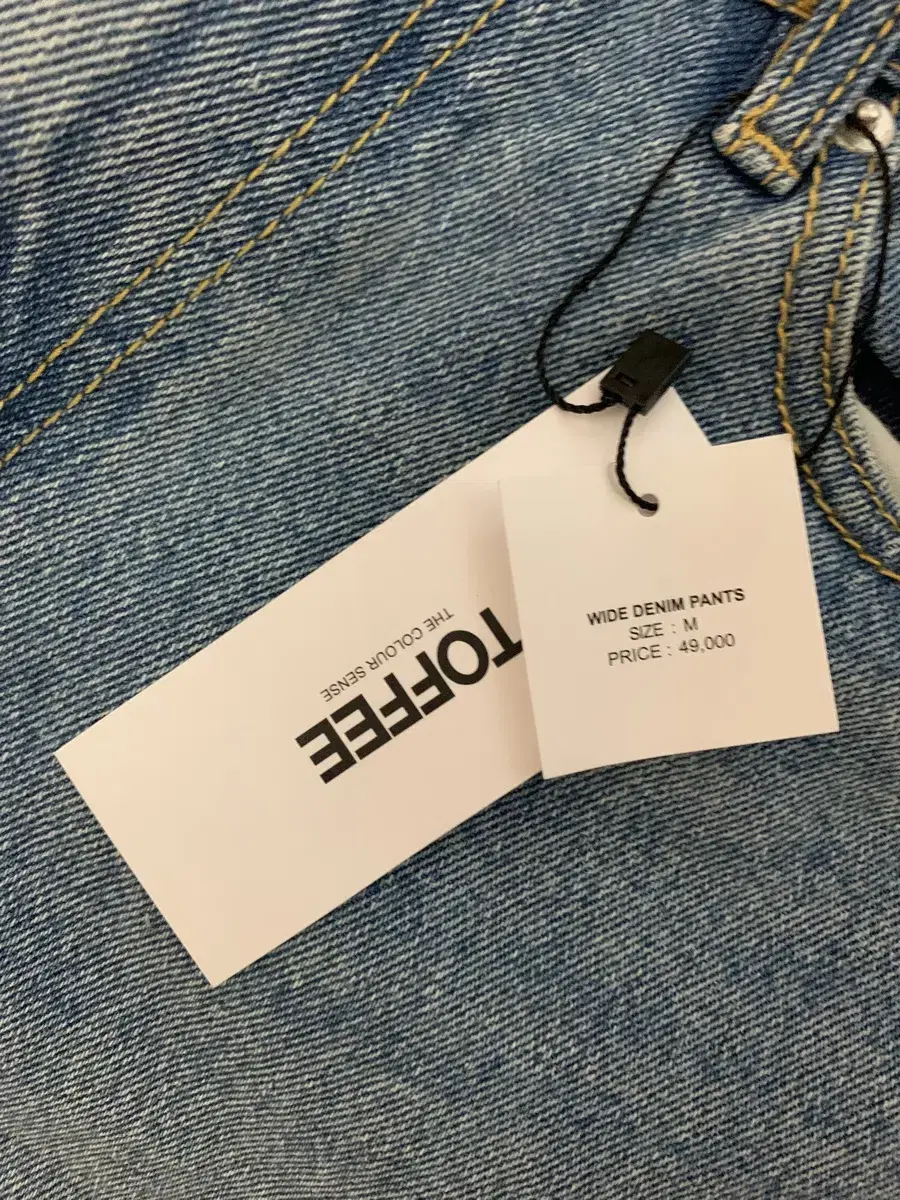 TOFFEE
THE COLOUR SENSE
WIDE DENIM PANTS
SIZE : M
PRICE : 49,000